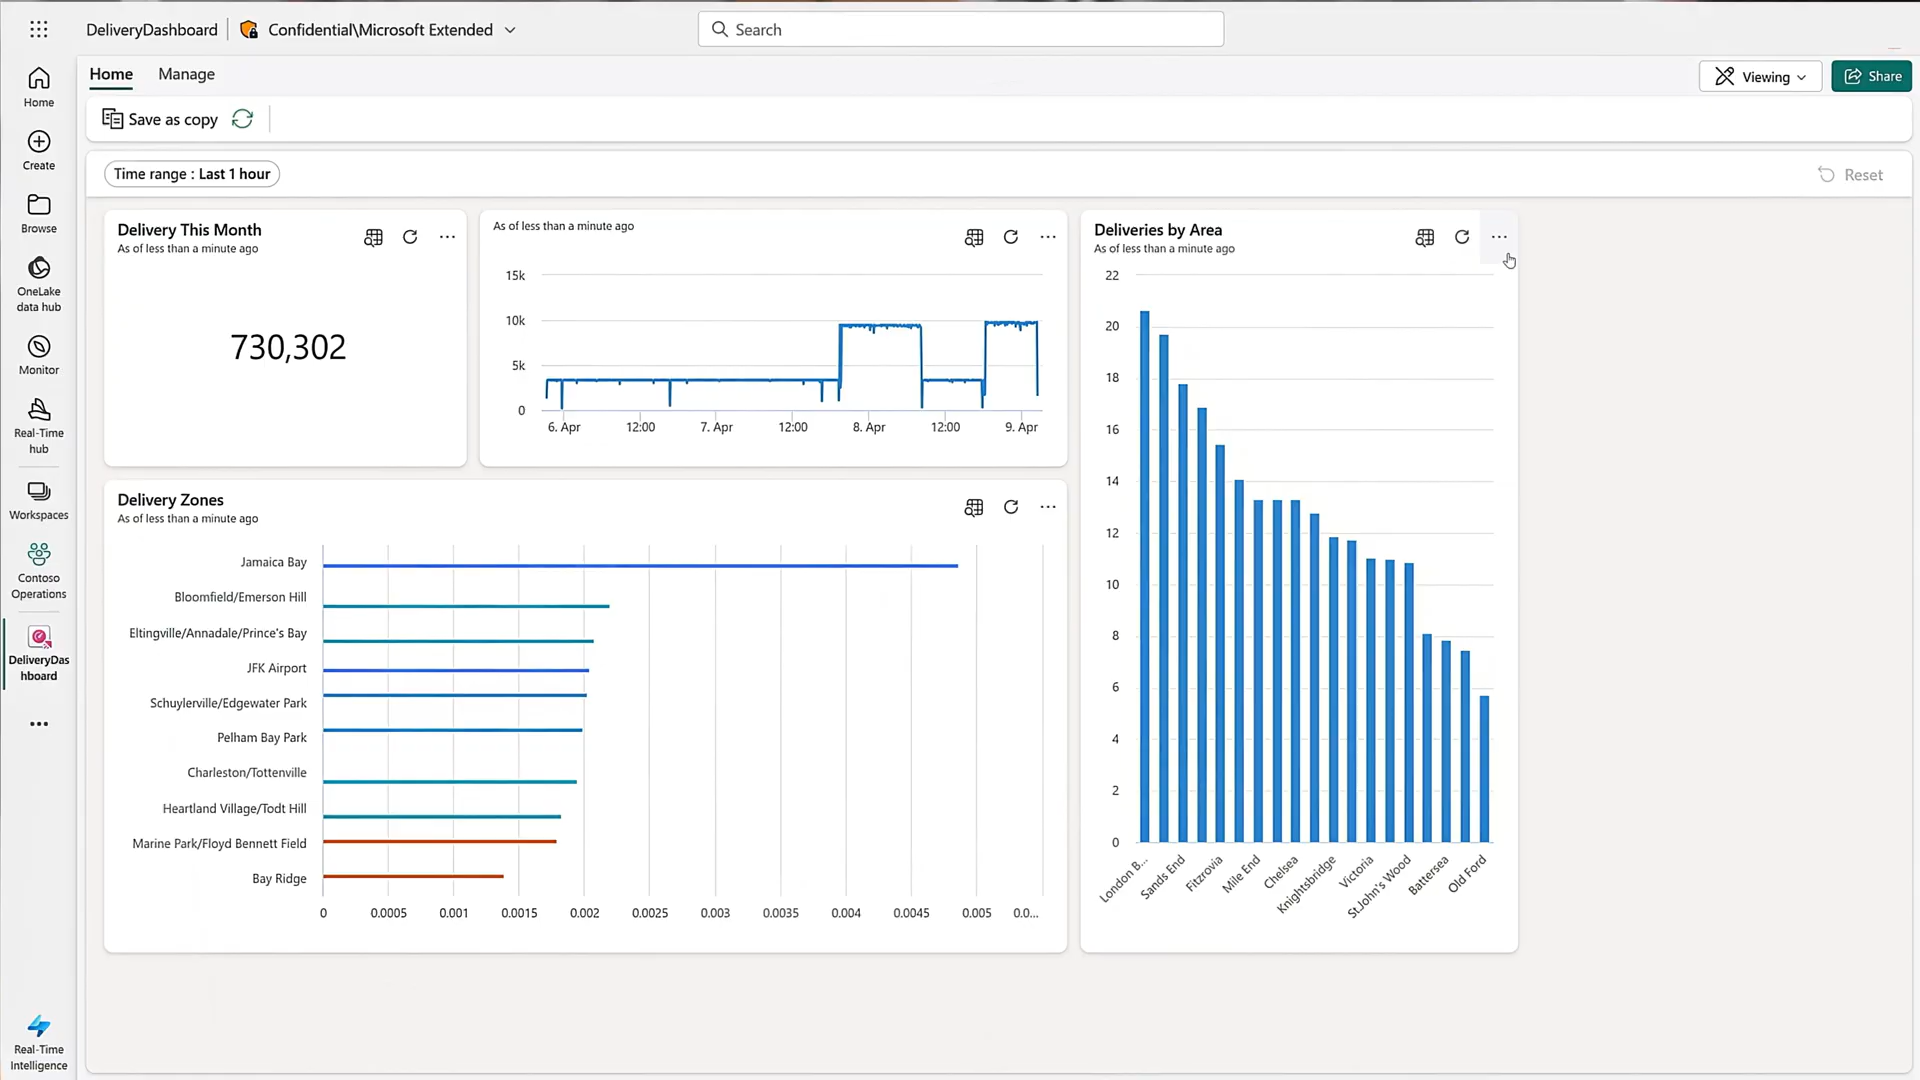 DeliveryDashboard
Confidential\Microsoft Extended
Search
Home
Manage
Viewing
Share
Save as copy
Time range : Last 1 hour
Reset
Home
Create
Browse
OneLake
data hub
Monitor
Real-Time
hub
Workspaces
Contoso
Operations
DeliveryDas
hboard
Real-Time
Intelligence
Delivery This Month
As of less than a minute ago
730,302
As of less than a minute ago
15k
10k
5k
0
6. Apr
12:00
7. Apr
12:00
8. Apr
12:00
9. Apr
Delivery Zones
As of less than a minute ago
Jamaica Bay
Bloomfield/Emerson Hill
Eltingville/Annadale/Prince's Bay
JFK Airport
Schuylerville/Edgewater Park
Pelham Bay Park
Charleston/Tottenville
Heartland Village/Todt Hill
Marine Park/Floyd Bennett Field
Bay Ridge
0
0.0005
0.001
0.0015
0.002
0.0025
0.003
0.0035
0.004
0.0045
0.005
0.0...
Deliveries by Area
As of less than a minute ago
22
20
18
16
14
12
10
8
6
4
2
0
London B...
Sands End
Fitzrovia
Mile End
Chelsea
Knightsbridge
Victoria
St.John's Wood
Battersea
Old Ford